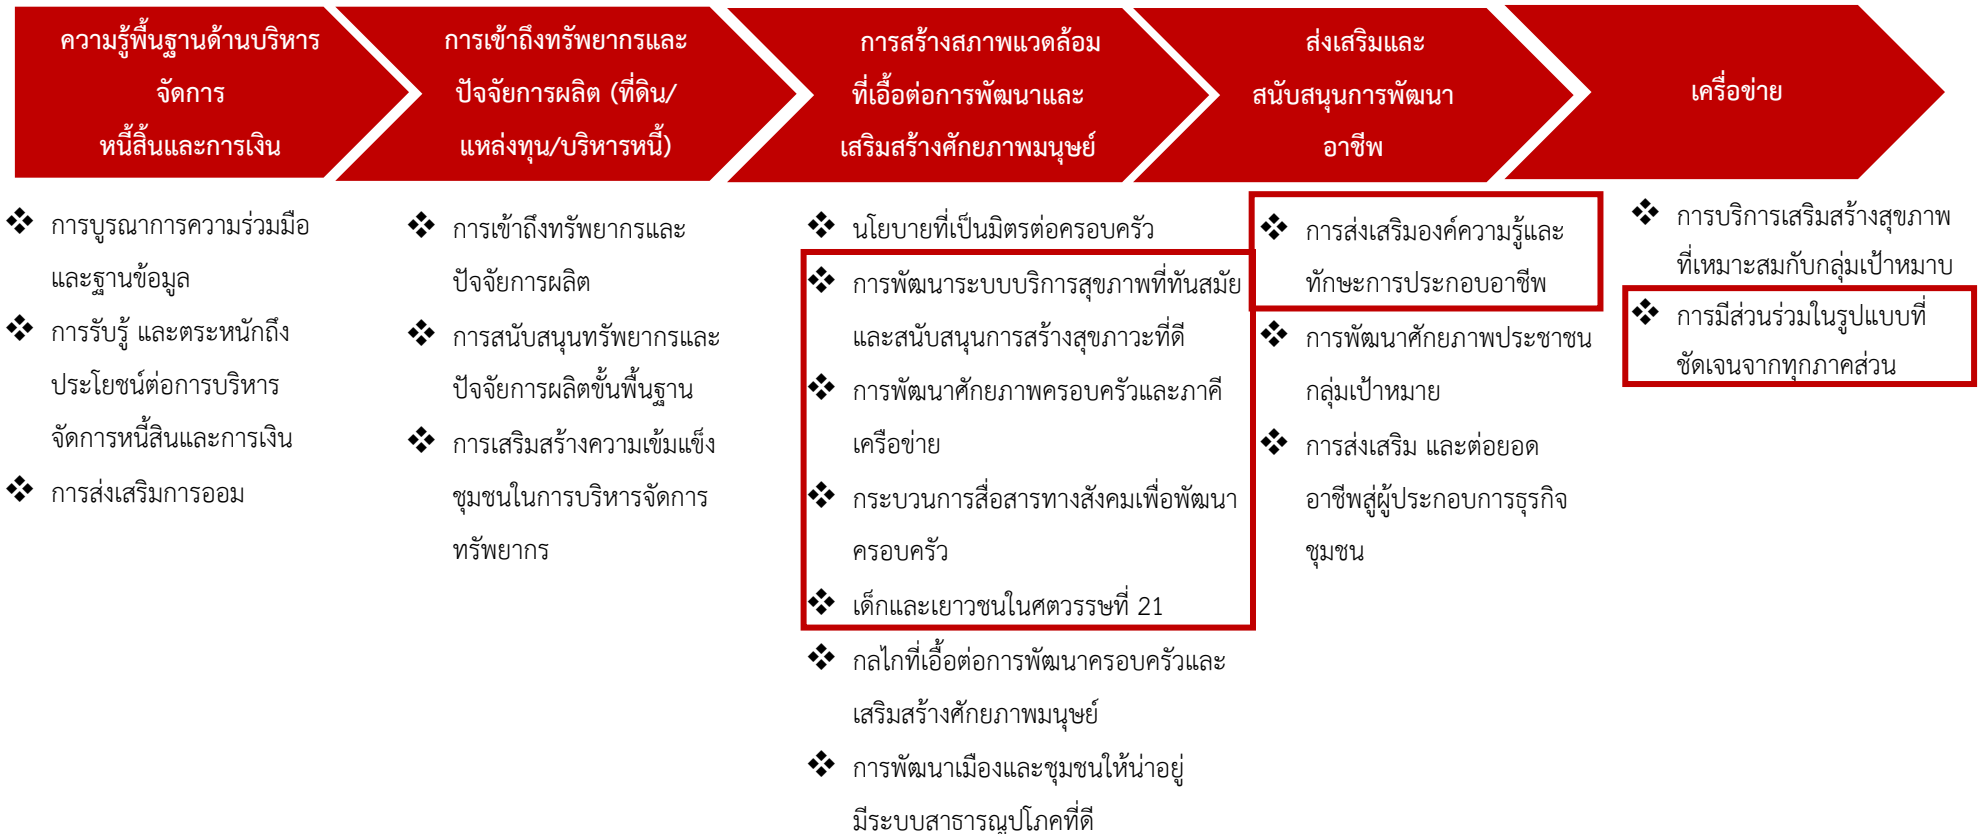 ความรู้พื้นฐานด้านบริหาร
จัดการ
หนี้สิ้นและการเงิน
การเข้าถึงทรัพยากรและ
ปัจจัยการผลิต (ที่ดิน/
แหล่งทุน/บริหารหนี้)
การสร้างสภาพแวดล้อม
ที่เอื้อต่อการพัฒนาและ
เสริมสร้างศักยภาพมนุษย์
ส่งเสริมและ
สนับสนุนการพัฒนา
อาชีพ
เครื่อข่าย
❖ การบูรณาการความร่วมมือ
และฐานข้อมูล
❖ การรับรู้ และตระหนักถึง
ประโยชน์ต่อการบริหาร
จัดการหนี้สินและการเงิน
❖ การส่งเสริมการออม
❖ การเข้าถึงทรัพยากรและ
ปัจจัยการผลิต
❖ การสนับสนุนทรัพยากรและ
ปัจจัยการผลิตขั้นพื้นฐาน
❖ การเสริมสร้างความเข้มแข็ง
ชุมชนในการบริหารจัดการ
ทรัพยากร
❖ นโยบายที่เป็นมิตรต่อครอบครัว
❖ การพัฒนาระบบบริการสุขภาพที่ทันสมัย
และสนับสนุนการสร้างสุขภาวะที่ดี
❖ การพัฒนาศักยภาพครอบครัวและภาคี
เครือข่าย
❖ กระบวนการสื่อสารทางสังคมเพื่อพัฒนา
ครอบครัว
❖ เด็กและเยาวชนในศตวรรษที่ 21
❖ กลไกที่เอื้อต่อการพัฒนาครอบครัวและ
เสริมสร้างศักยภาพมนุษย์
❖ การพัฒนาเมืองและชุมชนให้น่าอยู่
มีระบบสาธารณูปโภคที่ดี
❖ การส่งเสริมองค์ความรู้และ
ทักษะการประกอบอาชีพ
❖ การพัฒนาศักยภาพประชาชน
กลุ่มเป้าหมาย
❖ การส่งเสริม และต่อยอด
อาชีพสู่ผู้ประกอบการธุรกิจ
ชุมชน
❖ การบริการเสริมสร้างสุขภาพ
ที่เหมาะสมกับกลุ่มเป้าหมาบ
❖ การมีส่วนร่วมในรูปแบบที่
ชัดเจนจากทุกภาคส่วน